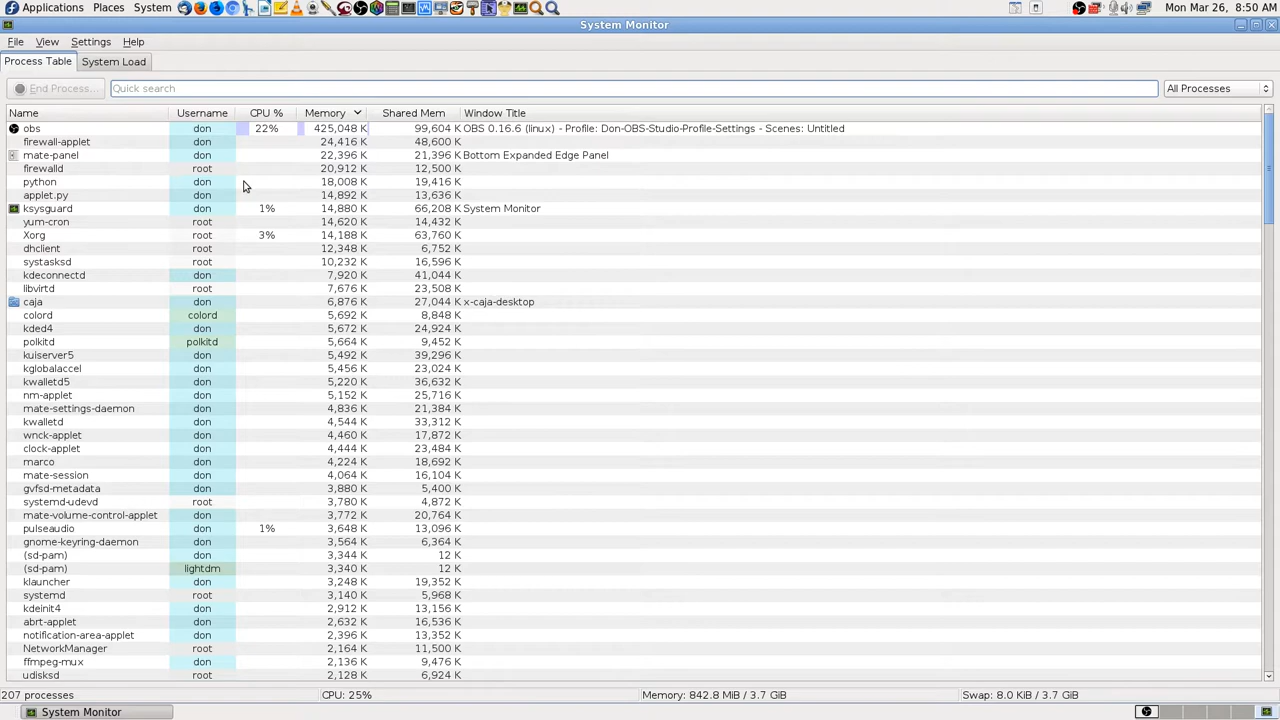 Applications Places System Mon Mar 26, 8:50 AM
System Monitor
File View Settings Help
Process Table System Load
End Process... Quick search All Processes
Name Username CPU % Memory Shared Mem Window Title
obs don 22% 425,048 K 99,604 K OBS 0.16.6 (linux) - Profile: Don-OBS-Studio-Profile-Settings - Scenes: Untitled
firewall-applet don 24,416 K 48,600 K
mate-panel don 22,396 K 21,396 K Bottom Expanded Edge Panel
firewalld root 20,912 K 12,500 K
python don 18,008 K 19,416 K
applet.py don 14,892 K 13,636 K
ksysguard don 1% 14,880 K 66,208 K System Monitor
yum-cron root 14,620 K 14,432 K
Xorg root 3% 14,188 K 63,760 K
dhclient root 12,348 K 6,752 K
systasksd root 10,232 K 16,596 K
kdeconnectd don 7,920 K 41,044 K
libvirtd root 7,676 K 23,508 K
caja don 6,876 K 27,044 K x-caja-desktop
colord colord 5,692 K 8,848 K
kded4 don 5,672 K 24,924 K
polkitd polkitd 5,664 K 9,452 K
kuiserver5 don 5,492 K 39,296 K
kglobalaccel don 5,456 K 23,024 K
kwalletd5 don 5,220 K 36,632 K
nm-applet don 5,152 K 25,716 K
mate-settings-daemon don 4,836 K 21,384 K
kwalletd don 4,544 K 33,312 K
wnck-applet don 4,460 K 17,872 K
clock-applet don 4,444 K 23,484 K
marco don 4,224 K 18,692 K
mate-session don 4,064 K 16,104 K
gvfsd-metadata don 3,880 K 5,400 K
systemd-udevd root 3,780 K 4,872 K
mate-volume-control-applet don 3,772 K 20,764 K
pulseaudio don 1% 3,648 K 13,096 K
gnome-keyring-daemon don 3,564 K 6,364 K
(sd-pam) don 3,344 K 12 K
(sd-pam) lightdm 3,340 K 12 K
klauncher don 3,248 K 19,352 K
systemd root 3,140 K 5,968 K
kdeinit4 don 2,912 K 13,156 K
abrt-applet don 2,632 K 16,536 K
notification-area-applet don 2,396 K 13,352 K
NetworkManager root 2,164 K 11,500 K
ffmpeg-mux don 2,136 K 9,476 K
udisksd root 2,128 K 6,924 K
207 processes CPU: 25% Memory: 842.8 MiB / 3.7 GiB Swap: 8.0 KiB / 3.7 GiB
System Monitor